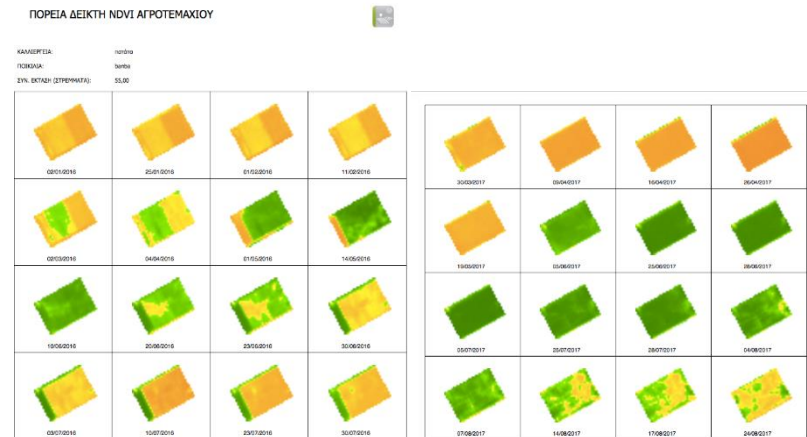 ΠΟΡΕΙΑ ΔΕΙΚΤΗ NDVI ΑΓΡΟΤΕΜΑΧΙΟΥ
ΚΑΛΛΙΕΡΓΕΙΑ: πατάτα
ΠΟΙΚΙΛΙΑ: banba
ΣΥΝ. ΕΚΤΑΣΗ (ΣΤΡΕΜΜΑΤΑ): 55,00
02/01/2016 25/01/2016 01/02/2016 11/02/2016
02/03/2016 04/04/2016 01/05/2016 14/05/2016
10/06/2016 20/06/2016 23/06/2016 30/06/2016
03/07/2016 10/07/2016 23/07/2016 30/07/2016
30/03/2017 09/04/2017 16/04/2017 26/04/2017
05/06/2017 25/06/2017 28/06/2017
05/07/2017 25/07/2017 28/07/2017 04/08/2017
07/08/2017 14/08/2017 17/08/2017 24/08/2017